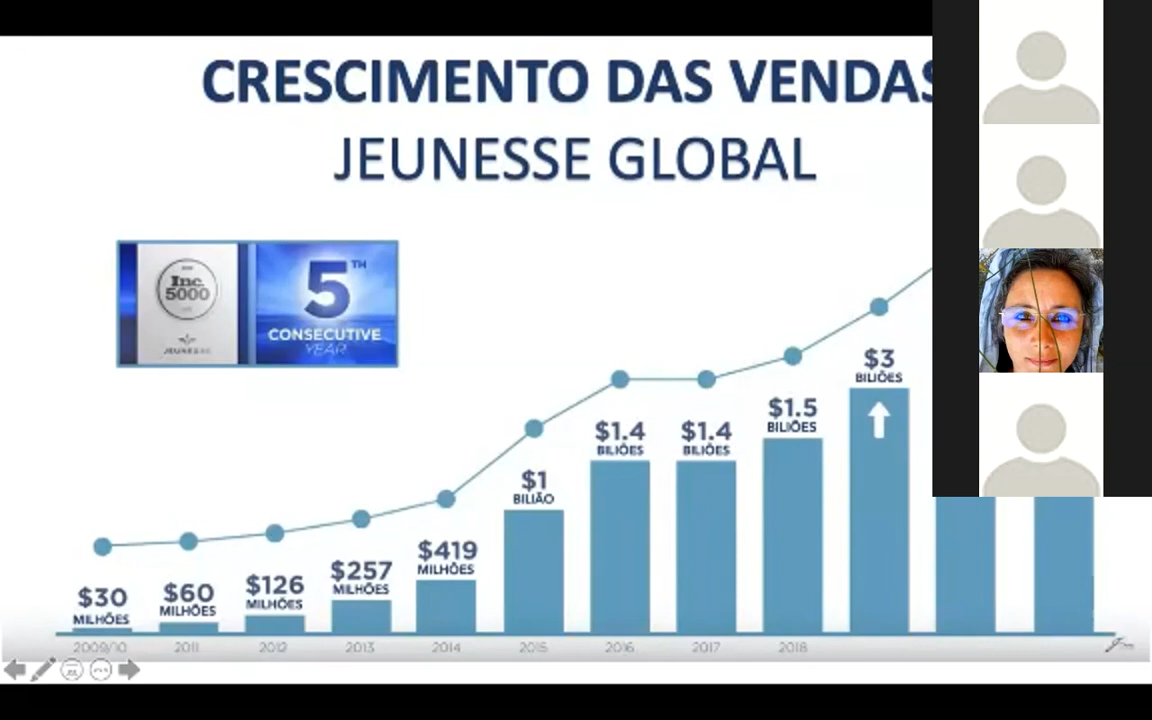 CRESCIMENTO DAS VENDAS
JEUNESSE GLOBAL
Inc.
5000
JEUNESSE
5TH
CONSECUTIVE
YEAR
$30
MILHÕES
$60
MILHÕES
$126
MILHÕES
$257
MILHÕES
$419
MILHÕES
$1
BILIÃO
$1.4
BILIÕES
$1.4
BILIÕES
$1.5
BILIÕES
$3
BILIÕES
2009/10 2011 2012 2013 2014 2015 2016 2017 2018